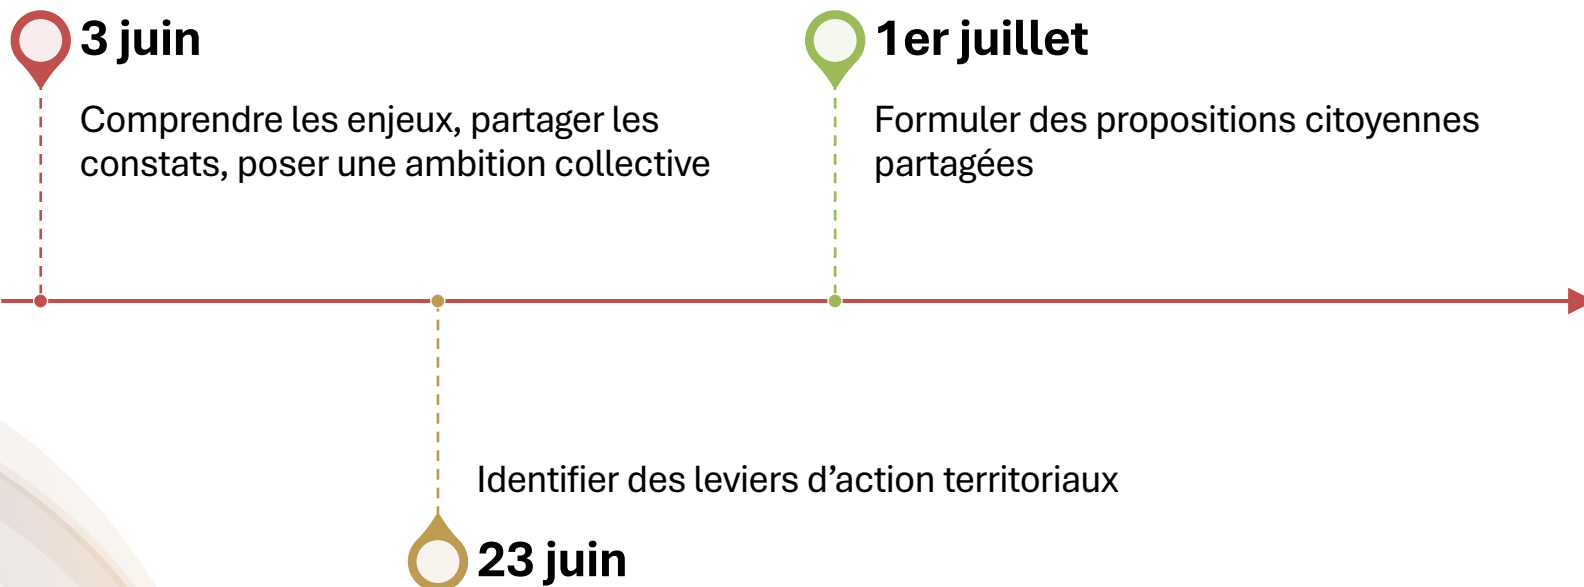 3 juin
Comprendre les enjeux, partager les
constats, poser une ambition collective
1er juillet
Formuler des propositions citoyennes
partagées
Identifier des leviers d’action territoriaux
23 juin